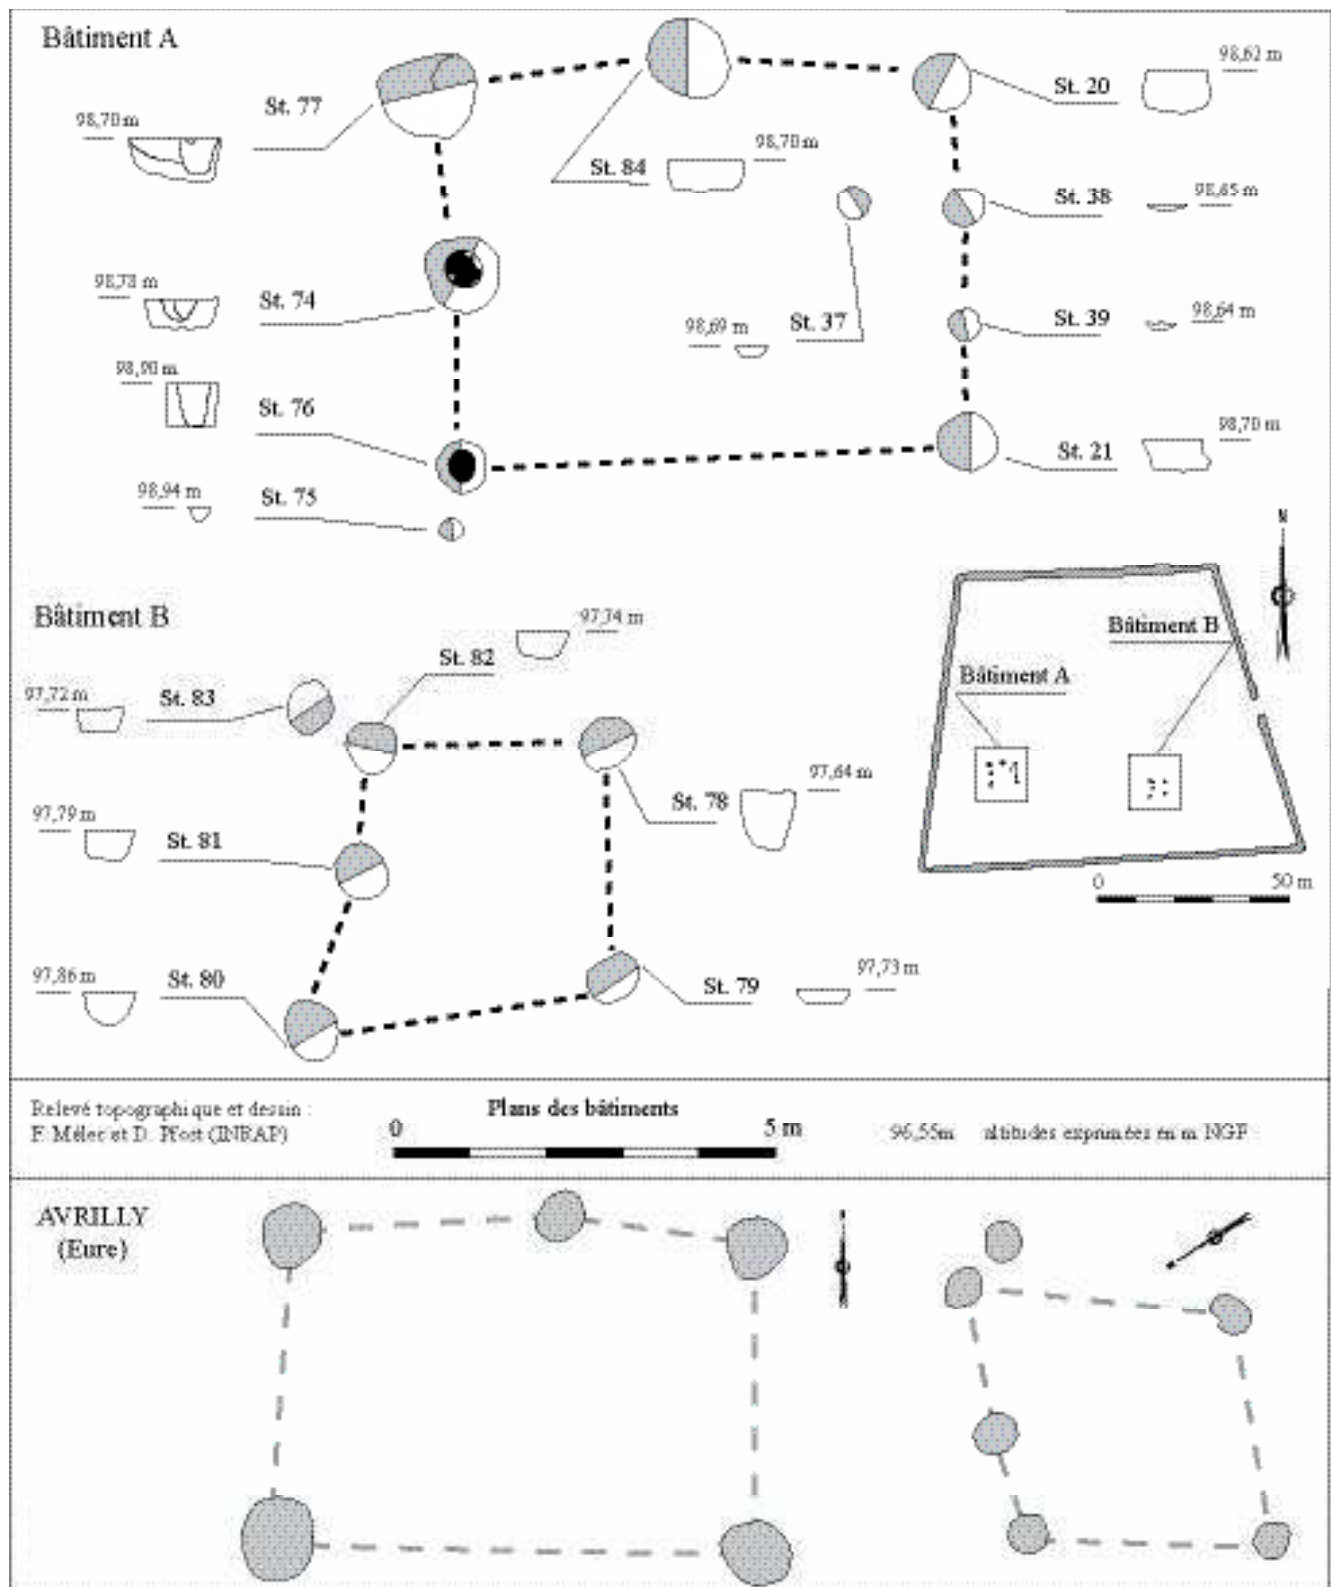 Bâtiment A
St. 77
98,70 m
St. 84
98,70 m
St. 20
98,62 m
St. 38
98,65 m
St. 37
98,69 m
St. 39
98,64 m
98,78 m
St. 74
98,90 m
St. 76
98,94 m
St. 75
St. 21
98,70 m
N
Bâtiment B
97,74 m
St. 82
97,72 m
St. 83
97,79 m
St. 81
St. 78
97,64 m
97,86 m
St. 80
St. 79
97,73 m
Bâtiment B
Bâtiment A
0 50 m
Relevé topographique et dessin :
F. Méler et D. Pfost (INRAP)
Plans des bâtiments
0 5 m
96,55m altitudes exprimées en m NGF
AVRILLY
(Eure)